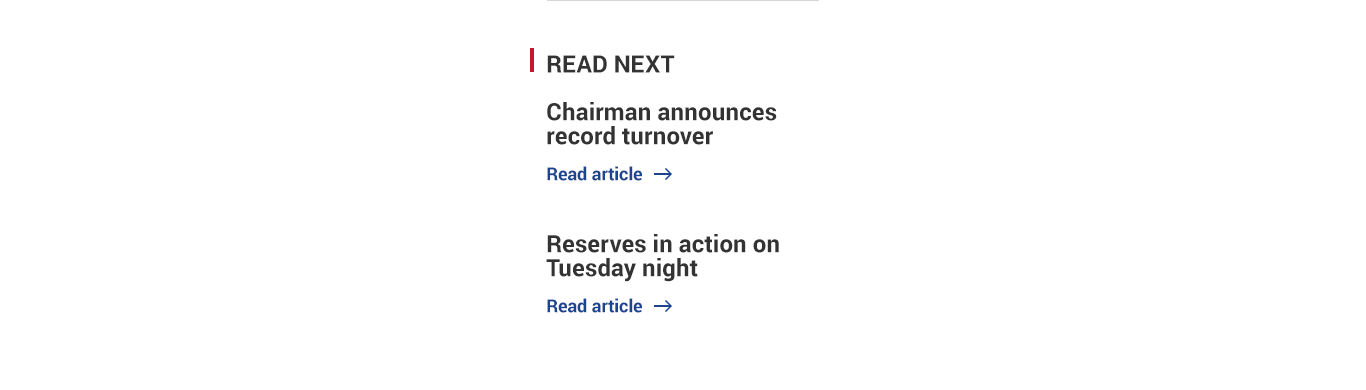 READ NEXT
Chairman announces
record turnover
Read article
Reserves in action on
Tuesday night
Read article